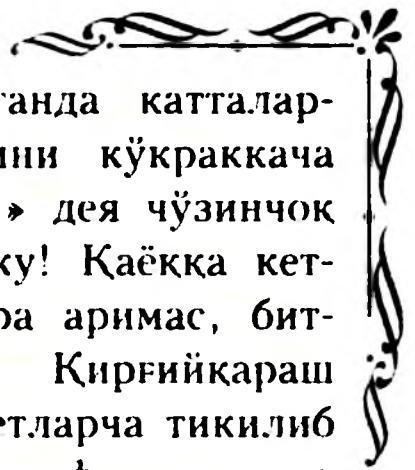 ганда катталар-
ини кўкраккача
» дея чўзинчоқ
ку! Қаёққа кет-
ра аримас, бит-
Қирғийқараш
етларча тикилиб